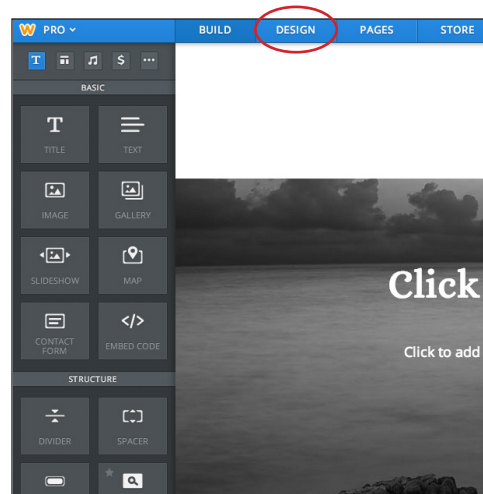 W PRO BUILD DESIGN PAGES STORE
T $ ...
BASIC
T
TITLE TEXT
IMAGE GALLERY
SLIDESHOW MAP
</>
CONTACT FORM EMBED CODE
STRUCTURE
DIVIDER SPACER
Click
Click to add